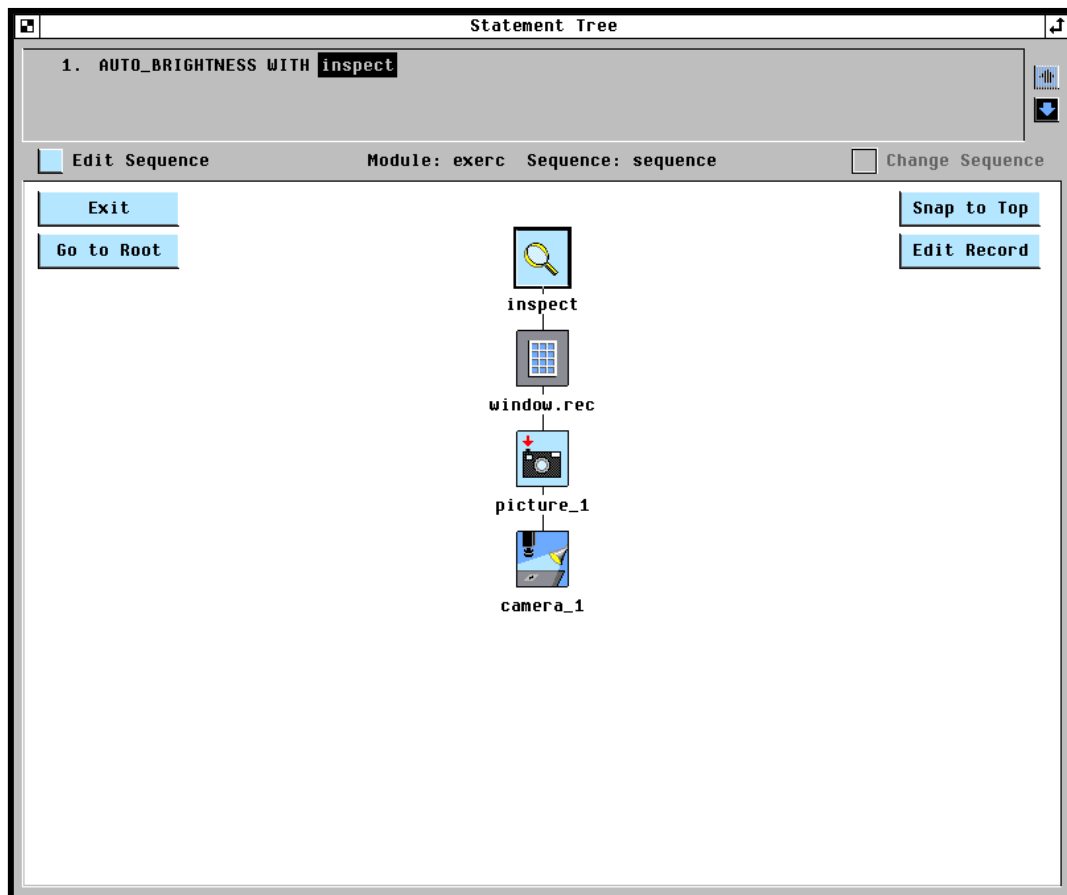 Statement Tree
1. AUTO_BRIGHTNESS WITH inspect
Edit Sequence Module: exerc Sequence: sequence Change Sequence
Exit Snap to Top
Go to Root Edit Record
inspect
window.rec
picture_1
camera_1